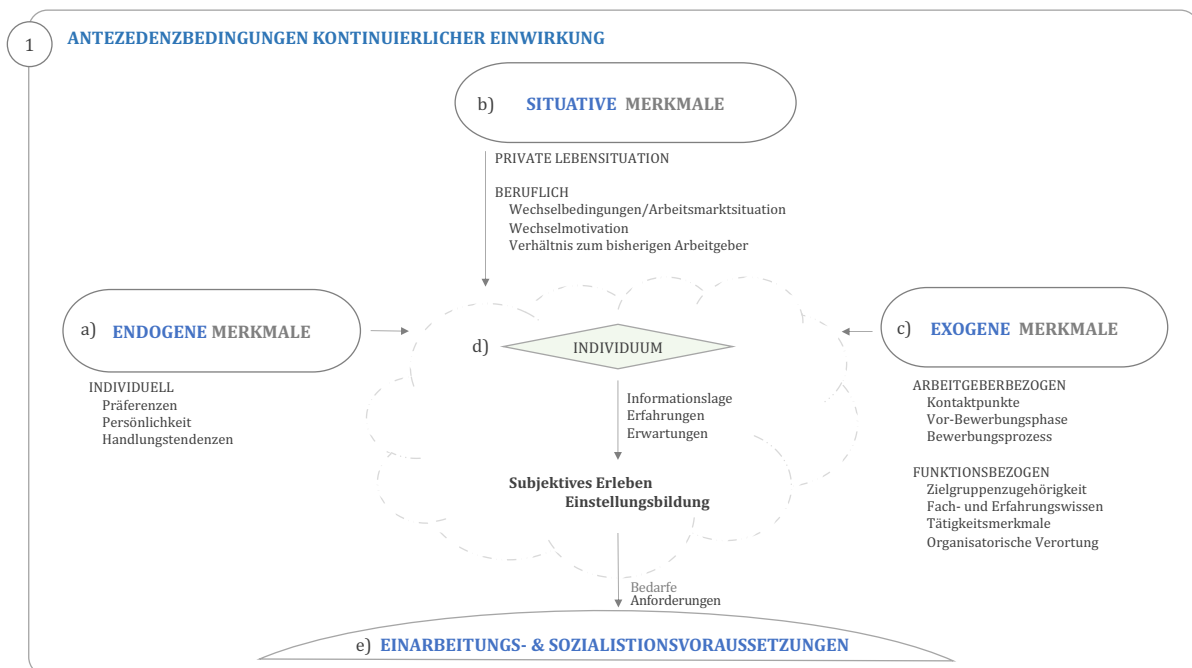 1
ANTEZEDENZBEDINGUNGEN KONTINUIERLICHER EINWIRKUNG
b) SITUATIVE MERKMALE
PRIVATE LEBENSITUATION
BERUFLICH
Wechselbedingungen/Arbeitsmarktsituation
Wechselmotivation
Verhältnis zum bisherigen Arbeitgeber
a) ENDOGENE MERKMALE
INDIVIDUELL
Präferenzen
Persönlichkeit
Handlungstendenzen
d) INDIVIDUUM
Informationslage
Erfahrungen
Erwartungen
Subjektives Erleben
Einstellungsbildung
c) EXOGENE MERKMALE
ARBEITGEBERBEZOGEN
Kontaktpunkte
Vor-Bewerbungsphase
Bewerbungsprozess
FUNKTIONSBEZOGEN
Zielgruppenzugehörigkeit
Fach- und Erfahrungswissen
Tätigkeitsmerkmale
Organisatorische Verortung
Bedarfe
Anforderungen
e) EINARBEITUNGS- & SOZIALISTIONSVORAUSSETZUNGEN